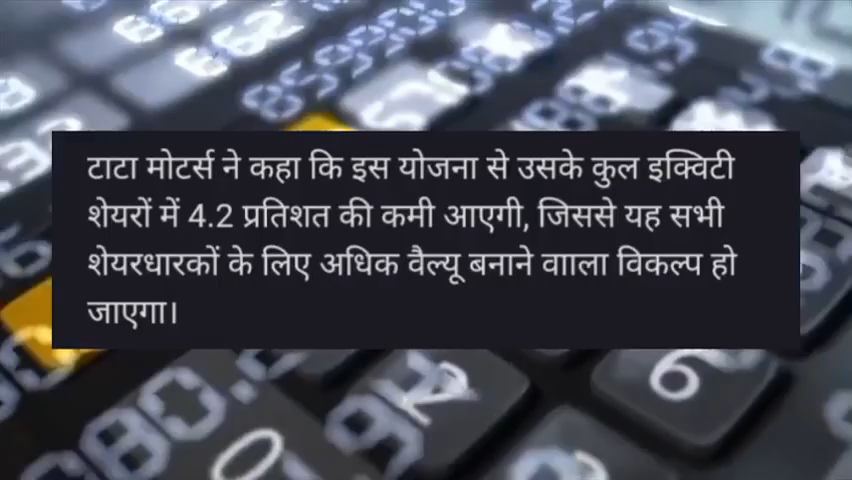 टाटा मोटर्स ने कहा कि इस योजना से उसके कुल इक्विटी
शेयरों में 4.2 प्रतिशत की कमी आएगी, जिससे यह सभी
शेयरधारकों के लिए अधिक वैल्यू बनाने वााला विकल्प हो
जाएगा।